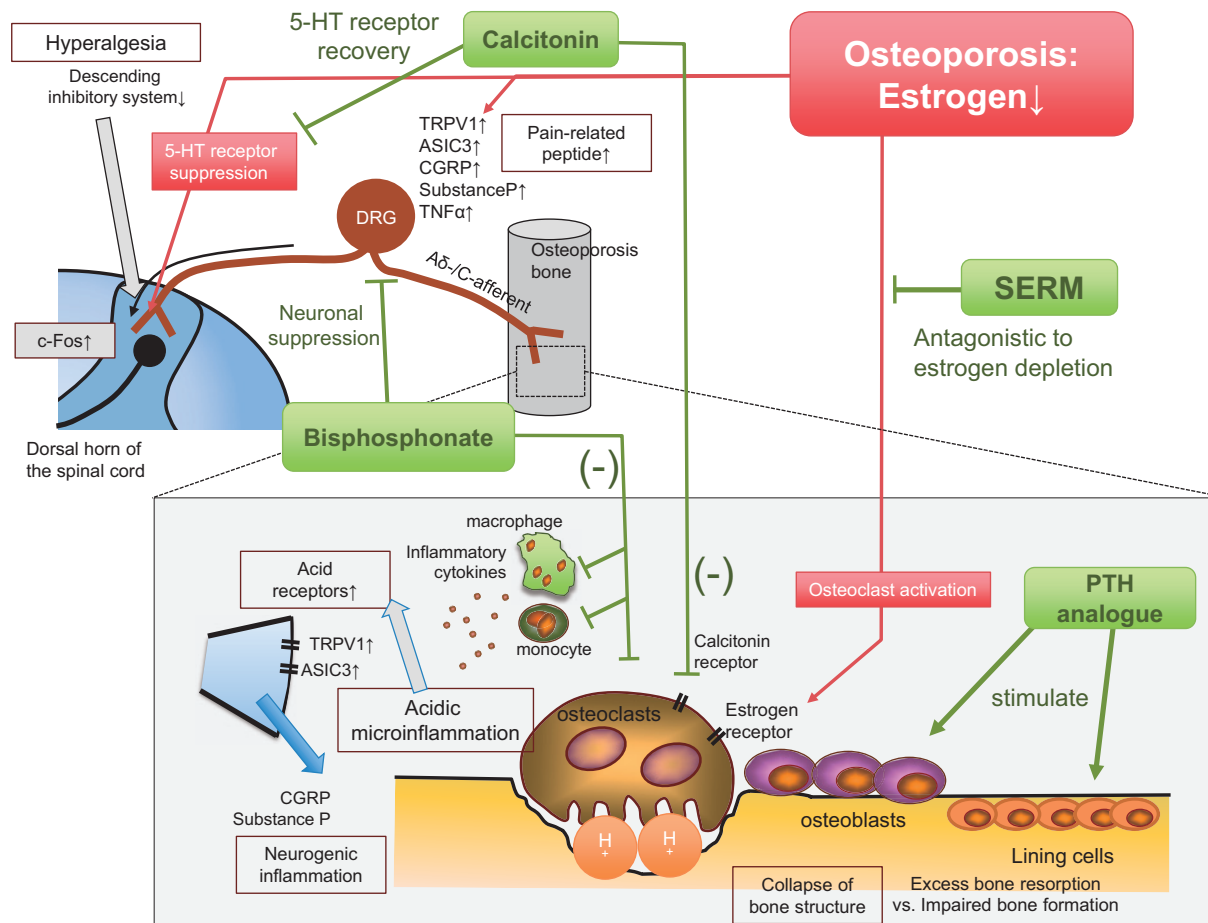 Hyperalgesia
Descending
inhibitory system↓
5-HT receptor
recovery
Calcitonin
Osteoporosis:
Estrogen↓
5-HT receptor
suppression
TRPV1↑
ASIC3↑
CGRP↑
SubstanceP↑
TNFα↑
Pain-related
peptide↑
DRG
Osteoporosis
bone
Aδ-/C-afferent
Neuronal
suppression
c-Fos↑
SERM
Antagonistic to
estrogen depletion
Dorsal horn of
the spinal cord
Bisphosphonate
(-)
(-)
macrophage
Inflammatory
cytokines
monocyte
Acid
receptors↑
TRPV1↑
ASIC3↑
Acidic
microinflammation
CGRP
Substance P
Neurogenic
inflammation
Calcitonin
receptor
Osteoclast activation
PTH
analogue
stimulate
Estrogen
receptor
osteoclasts
H
+
H
+
osteoblasts
Lining cells
Collapse of
bone structure
Excess bone resorption
vs. Impaired bone formation